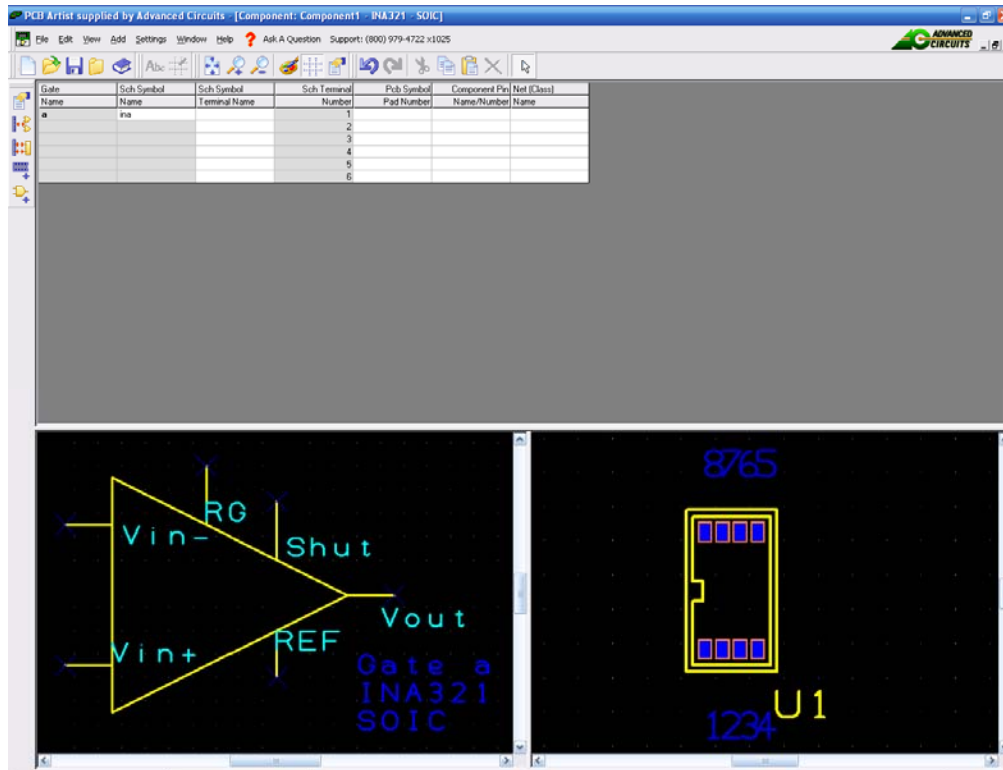 PCB Artist supplied by Advanced Circuits - [Component: Component1 - INA321 - SOIC]
File Edit View Add Settings Window Help ? Ask A Question Support: (800) 979-4722 x1025
ADVANCED
CIRCUITS
Abc
Gate Sch Symbol Sch Symbol Sch Terminal Pcb Symbol Component Pin Net (Class)
Name Name Terminal Name Number Pad Number Name/Number Name
a ina 1
2
3
4
5
6
RG
Vin-
Shut
Vout
REF
Vin+
Gate a
INA321
SOIC
8765
U1
1234